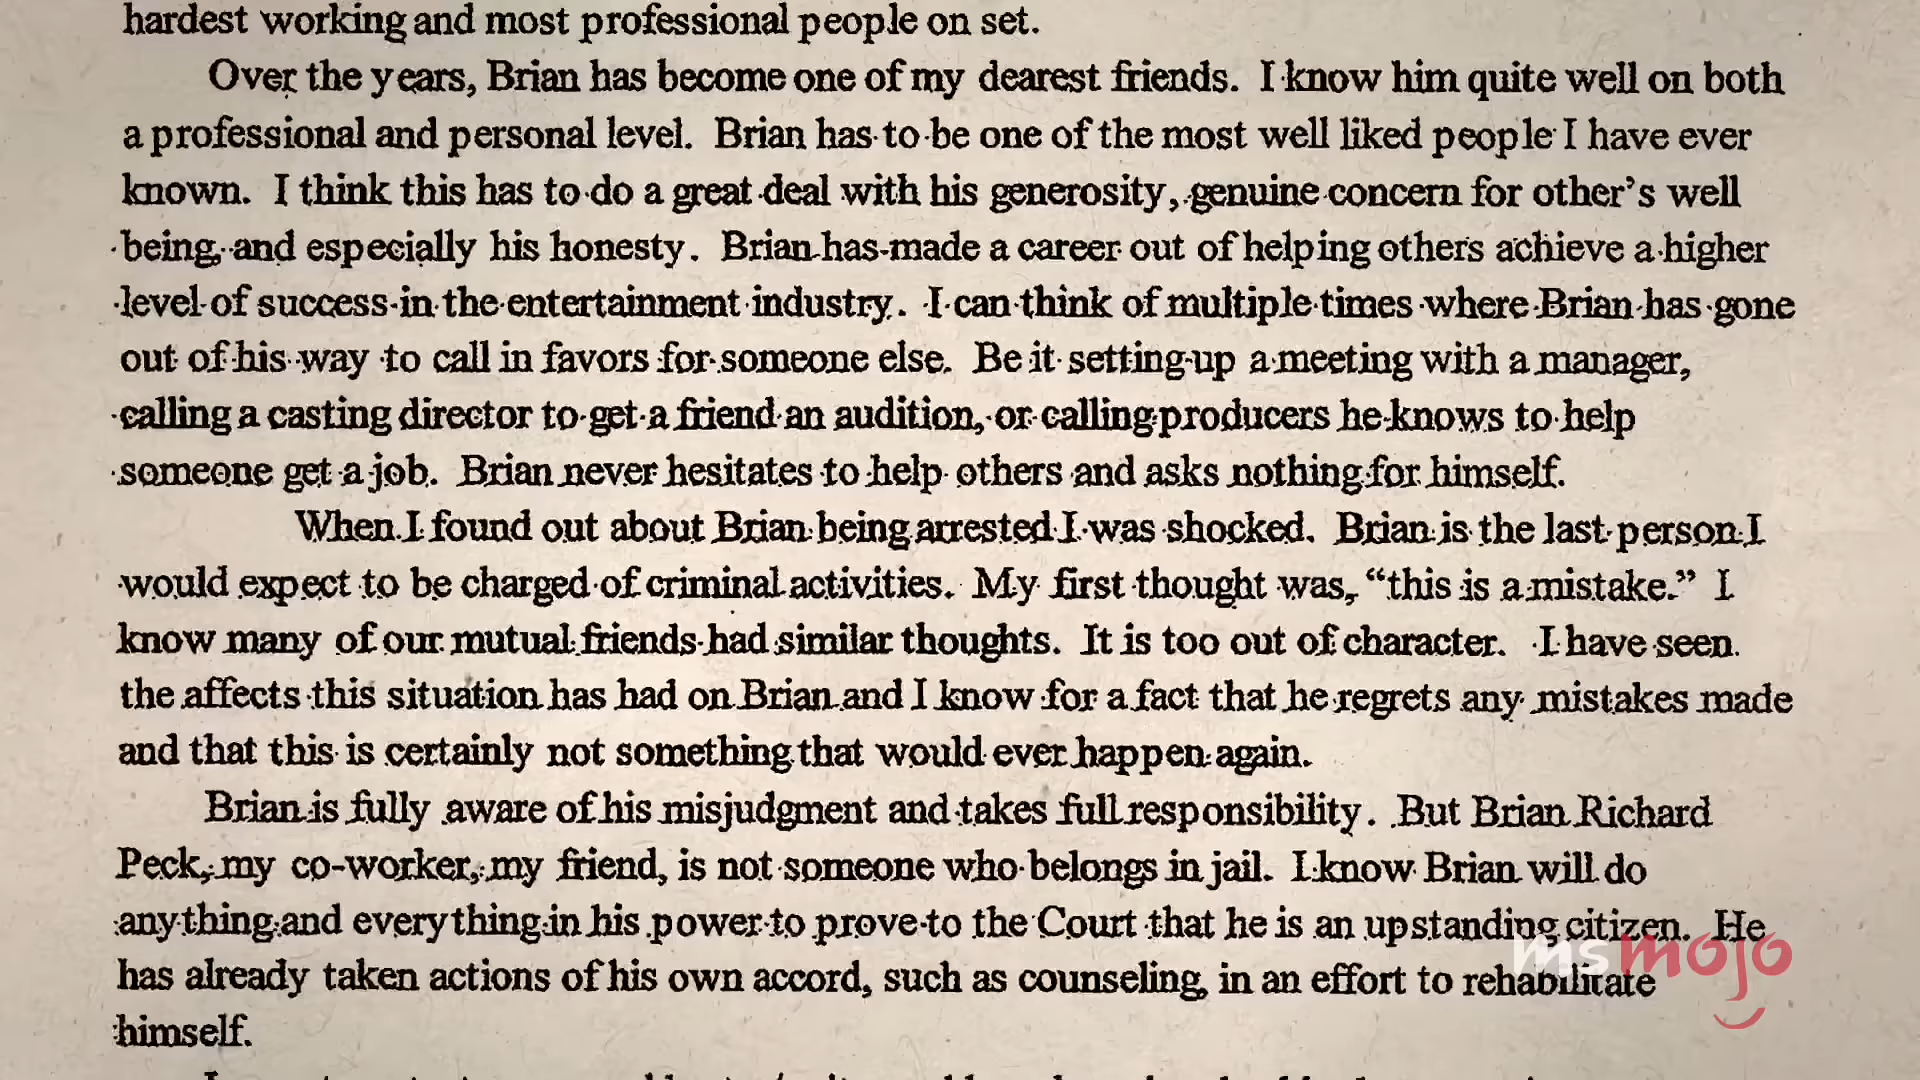 hardest working and most professional people on set.
Over the years, Brian has become one of my dearest friends. I know him quite well on both
a professional and personal level. Brian has to be one of the most well liked people I have ever
known. I think this has to do a great deal with his generosity, genuine concern for other's well
being, and especially his honesty. Brian has made a career out of helping others achieve a higher
level of success in the entertainment industry. I can think of multiple times where Brian has gone
out of his way to call in favors for someone else. Be it setting up a meeting with a manager,
calling a casting director to get a friend an audition, or calling producers he knows to help
someone get a job. Brian never hesitates to help others and asks nothing for himself.
When I found out about Brian being arrested I was shocked. Brian is the last person I
would expect to be charged of criminal activities. My first thought was, “this is a mistake.” I
know many of our mutual friends had similar thoughts. It is too out of character. I have seen
the affects this situation has had on Brian and I know for a fact that he regrets any mistakes made
and that this is certainly not something that would ever happen again.
Brian is fully aware of his misjudgment and takes full responsibility. But Brian Richard
Peck, my co-worker, my friend, is not someone who belongs in jail. I know Brian will do
anything and everything in his power to prove to the Court that he is an upstanding citizen. He
has already taken actions of his own accord, such as counseling, in an effort to rehabilitate
himself.
msmojo